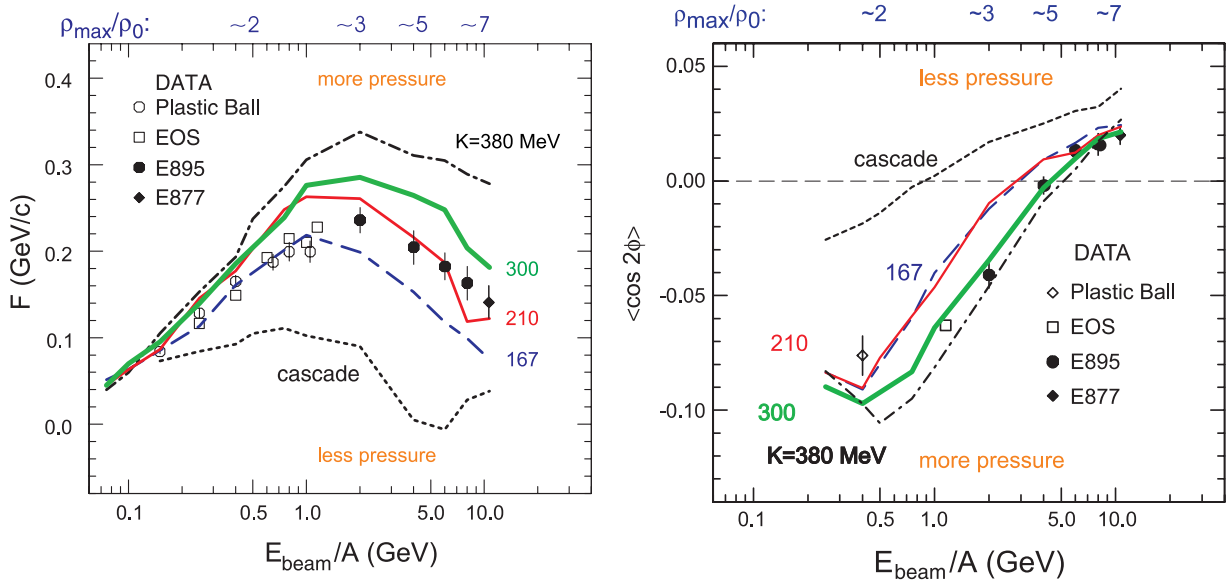 ρmax/ρ0: ~2 ~3 ~5 ~7
0.4
0.3
0.2
0.1
0.0
F (GeV/c)
more pressure
DATA
Plastic Ball
EOS
E895
E877
K=380 MeV
300
210
167
cascade
less pressure
0.1 0.5 1.0 5.0 10.0
Ebeam/A (GeV)
ρmax/ρ0: ~2 ~3 ~5 ~7
0.05
0.00
-0.05
-0.10
<cos 2ϕ>
less pressure
cascade
167
DATA
Plastic Ball
EOS
E895
E877
210
300
K=380 MeV
more pressure
0.1 0.5 1.0 5.0 10.0
Ebeam/A (GeV)